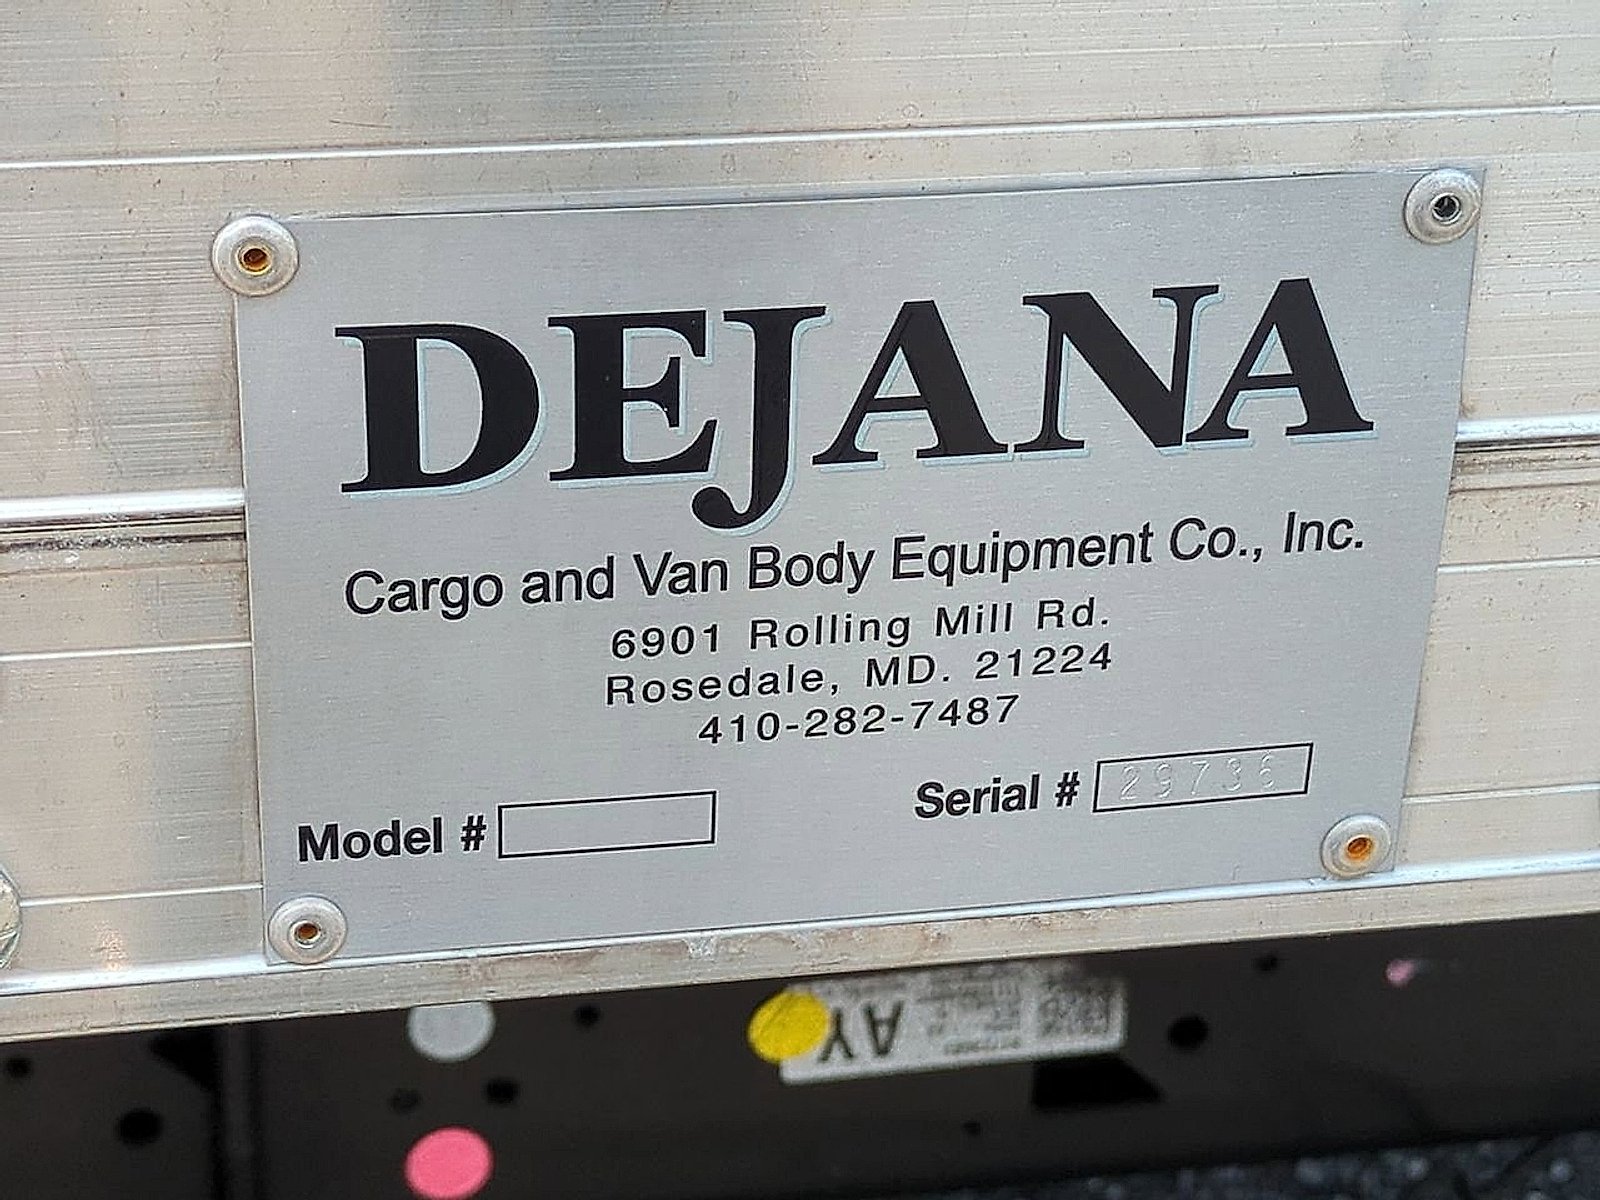 DEJANA
Cargo and Van Body Equipment Co., Inc.
6901 Rolling Mill Rd.
Rosedale, MD. 21224
410-282-7487
Model #
Serial # 29736
AY